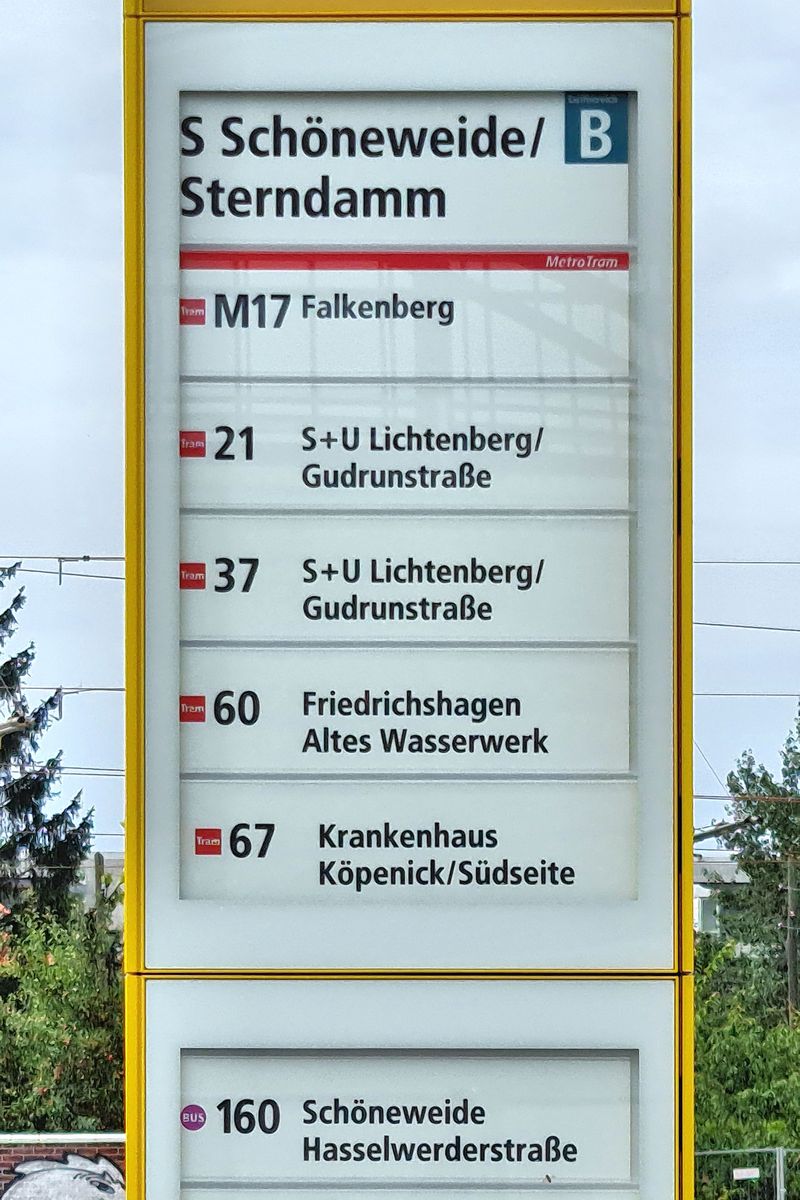 S Schöneweide/
Sterndamm
B
MetroTram
Tram M17 Falkenberg
Tram 21 S+U Lichtenberg/
Gudrunstraße
Tram 37 S+U Lichtenberg/
Gudrunstraße
Tram 60 Friedrichshagen
Altes Wasserwerk
Tram 67 Krankenhaus
Köpenick/Südseite
BUS 160 Schöneweide
Hasselwerderstraße